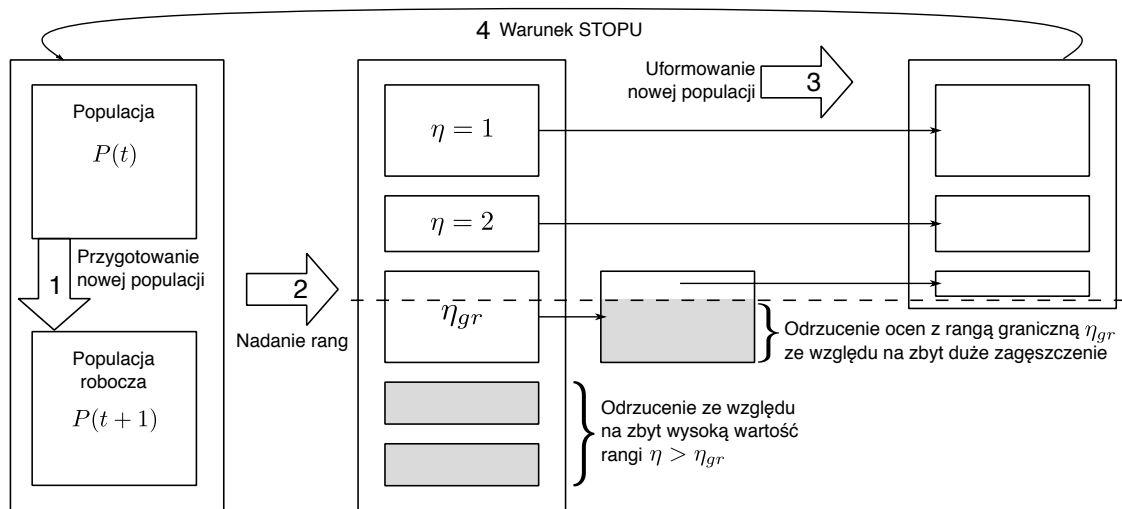 4 Warunek STOPU
Populacja
P(t)
1
Przygotowanie
nowej populacji
Populacja
robocza
P(t + 1)
2
Nadanie rang
η = 1
η = 2
η_gr
Uformowanie
nowej populacji
3
Odrzucenie ocen z rangą graniczną η_gr
ze względu na zbyt duże zagęszczenie
Odrzucenie ze względu
na zbyt wysoką wartość
rangi η > η_gr